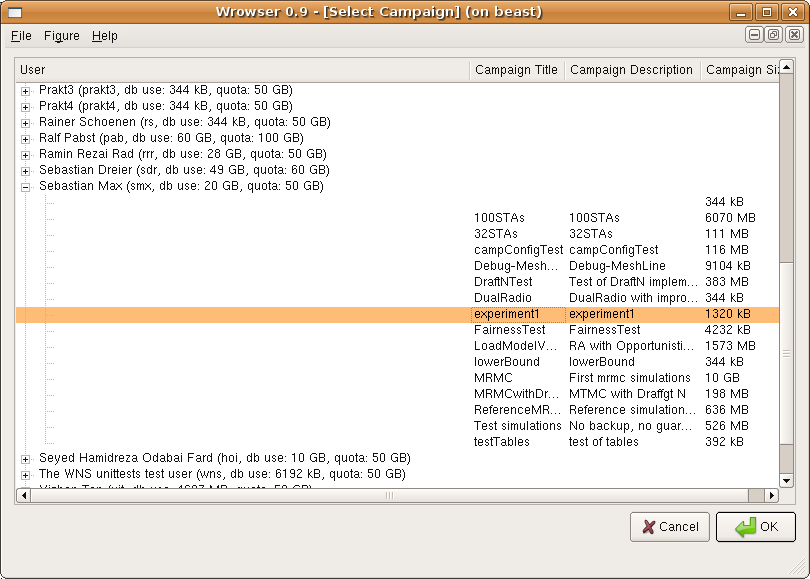 Wrowser 0.9 - [Select Campaign] (on beast)
File Figure Help
User Campaign Title Campaign Description Campaign Siz
Prakt3 (prakt3, db use: 344 kB, quota: 50 GB)
Prakt4 (prakt4, db use: 344 kB, quota: 50 GB)
Rainer Schoenen (rs, db use: 344 kB, quota: 50 GB)
Ralf Pabst (pab, db use: 60 GB, quota: 100 GB)
Ramin Rezai Rad (rrr, db use: 28 GB, quota: 50 GB)
Sebastian Dreier (sdr, db use: 49 GB, quota: 60 GB)
Sebastian Max (smx, db use: 20 GB, quota: 50 GB)
344 kB
100STAs 100STAs 6070 MB
32STAs 32STAs 111 MB
campConfigTest campConfigTest 116 MB
Debug-Mesh... Debug-MeshLine 9104 kB
DraftNTest Test of DraftN implem... 383 MB
DualRadio DualRadio with impro... 344 kB
experiment1 experiment1 1320 kB
FairnessTest FairnessTest 4232 kB
LoadModelV... RA with Opportunisti... 1573 MB
lowerBound lowerBound 344 kB
MRMC First mrmc simulations 10 GB
MRMCwithDr... MTMC with Draffgt N 198 MB
ReferenceMR... Reference simulation... 636 MB
Test simulations No backup, no guar... 526 MB
testTables test of tables 392 kB
Seyed Hamidreza Odabai Fard (hoi, db use: 10 GB, quota: 50 GB)
The WNS unittests test user (wns, db use: 6192 kB, quota: 50 GB)
Cancel OK